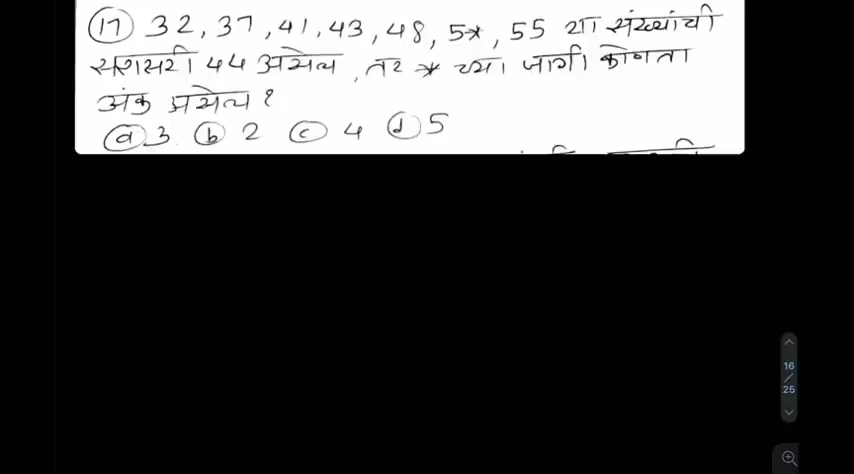 (17) 32, 37, 41, 43, 48, 5*, 55 या संख्यांची
सरासरी 44 असेल, तर * च्या जागी कोणता
अंक असेल ?
(a) 3 (b) 2 (c) 4 (d) 5
16
/
25